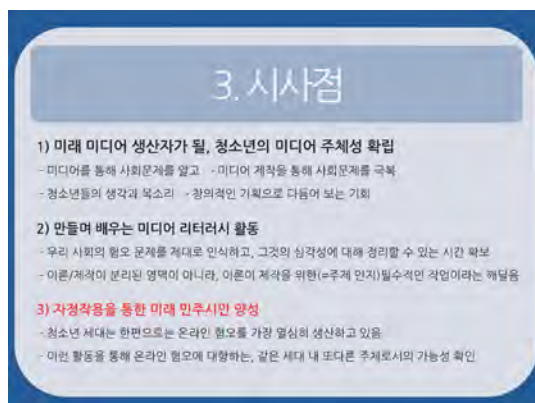 3. 시사점
1) 미래 미디어 생산자가 될, 청소년의 미디어 주체성 확립
- 미디어를 통해 사회문제를 알고 - 미디어 제작을 통해 사회문제를 극복
- 청소년들의 생각과 목소리 - 창의적인 기획으로 다듬어 보는 기회
2) 만들며 배우는 미디어 리터러시 활동
- 우리 사회의 혐오 문제를 제대로 인식하고, 그것의 심각성에 대해 정리할 수 있는 시간 확보
- 이론/제작이 분리된 영역이 아니라, 이론이 제작을 위한(=주제 인지)필수적인 작업이라는 깨달음
3) 자정작용을 통한 미래 민주시민 양성
- 청소년 세대는 한편으로는 온라인 혐오를 가장 열심히 생산하고 있음
- 이런 활동을 통해 온라인 혐오에 대항하는, 같은 세대 내 또다른 주체로서의 가능성 확인